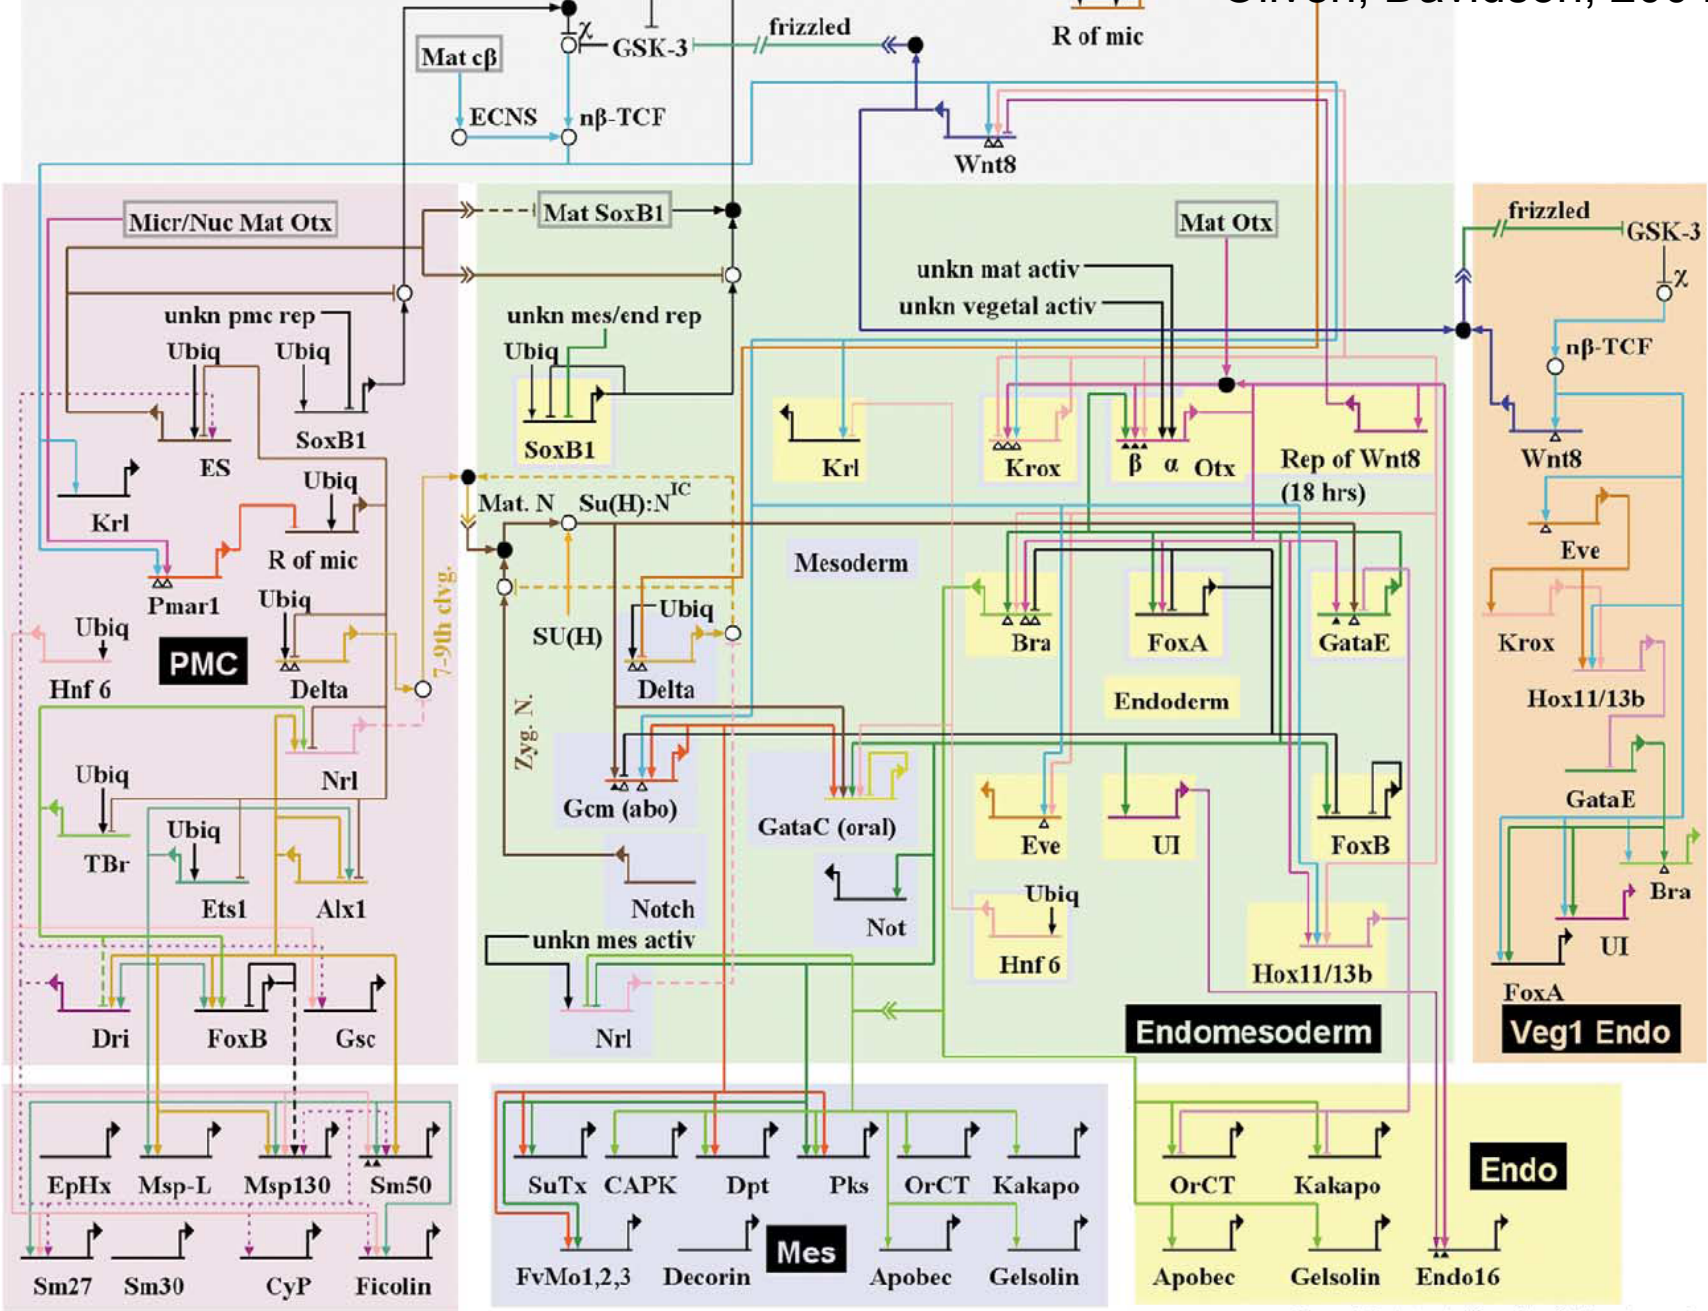 frizzled
R of mic
χ
GSK-3
Mat cβ
ECNS
nβ-TCF
Wnt8
Micr/Nuc Mat Otx
Mat SoxB1
Mat Otx
frizzled
GSK-3
χ
unkn mat activ
unkn vegetal activ
unkn pmc rep
unkn mes/end rep
Ubiq
Ubiq
Ubiq
nβ-TCF
SoxB1
ES
SoxB1
Krl
Krox
β
α
Otx
Rep of Wnt8
(18 hrs)
Wnt8
Ubiq
Krl
R of mic
Mat. N
Su(H):N
IC
Eve
Mesoderm
7-9th clvg.
Pmar1
Ubiq
Ubiq
SU(H)
Bra
FoxA
GataE
Krox
Ubiq
PMC
Hnf 6
Delta
Delta
Endoderm
Hox11/13b
Zyg. N.
Nrl
Ubiq
Gcm (abo)
GataC (oral)
Eve
UI
FoxB
GataE
Ubiq
TBr
Ets1
Alx1
Notch
Not
Ubiq
Bra
unkn mes activ
Hnf 6
Hox11/13b
UI
FoxA
Dri
FoxB
Gsc
Nrl
Endomesoderm
Veg1 Endo
EpHx
Msp-L
Msp130
Sm50
SuTx
CAPK
Dpt
Pks
OrCT
Kakapo
OrCT
Kakapo
Endo
Mes
Sm27
Sm30
CyP
Ficolin
FvMo1,2,3
Decorin
Apobec
Gelsolin
Apobec
Gelsolin
Endo16